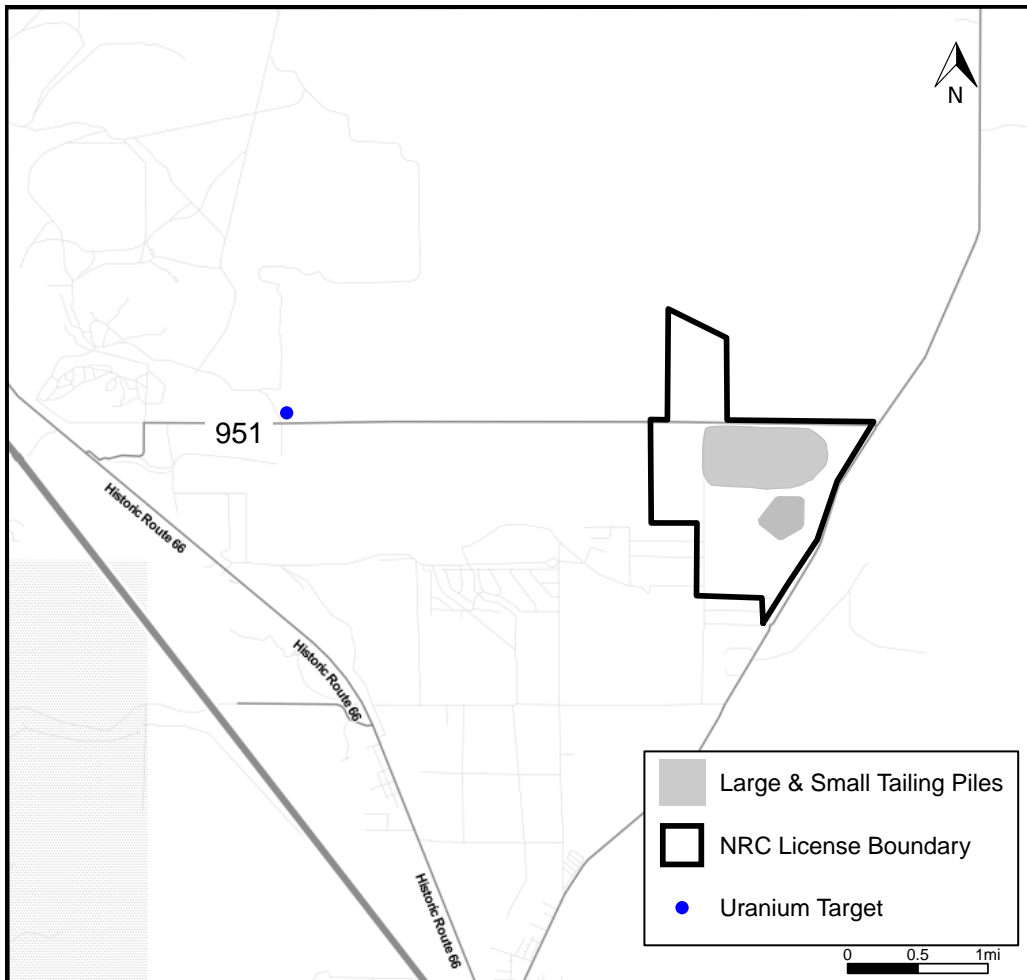 N
951
Historic Route 66
Historic Route 66
Historic Route 66
Large & Small Tailing Piles
NRC License Boundary
Uranium Target
0 0.5 1mi